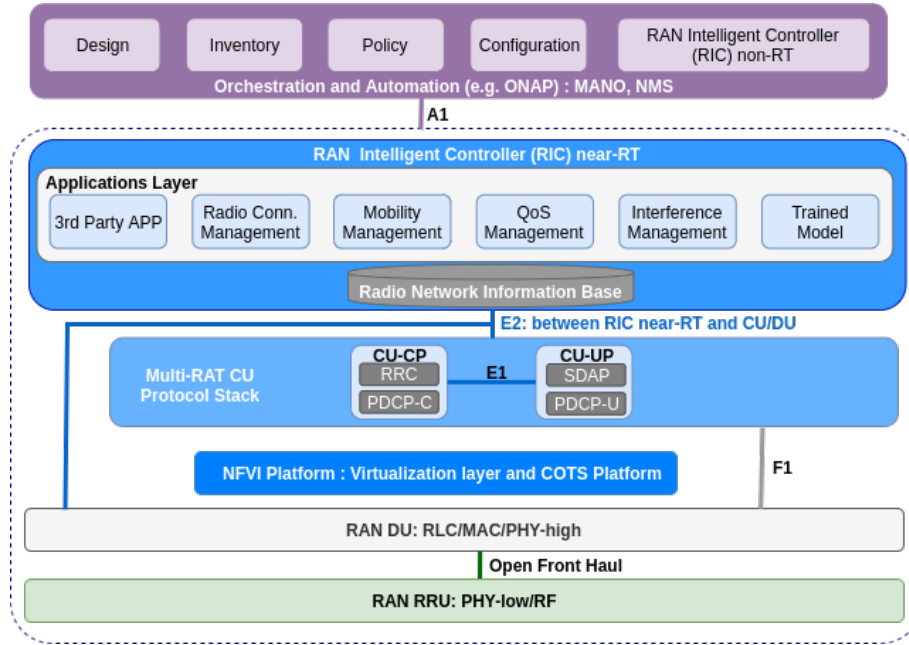 Design
Inventory
Policy
Configuration
RAN Intelligent Controller
(RIC) non-RT
Orchestration and Automation (e.g. ONAP) : MANO, NMS
A1
RAN  Intelligent Controller (RIC) near-RT
Applications Layer
3rd Party APP
Radio Conn.
Management
Mobility
Management
QoS
Management
Interference
Management
Trained
Model
Radio Network Information Base
E2: between RIC near-RT and CU/DU
Multi-RAT CU
Protocol Stack
CU-CP
RRC
PDCP-C
E1
CU-UP
SDAP
PDCP-U
NFVI Platform : Virtualization layer and COTS Platform
F1
RAN DU: RLC/MAC/PHY-high
Open Front Haul
RAN RRU: PHY-low/RF